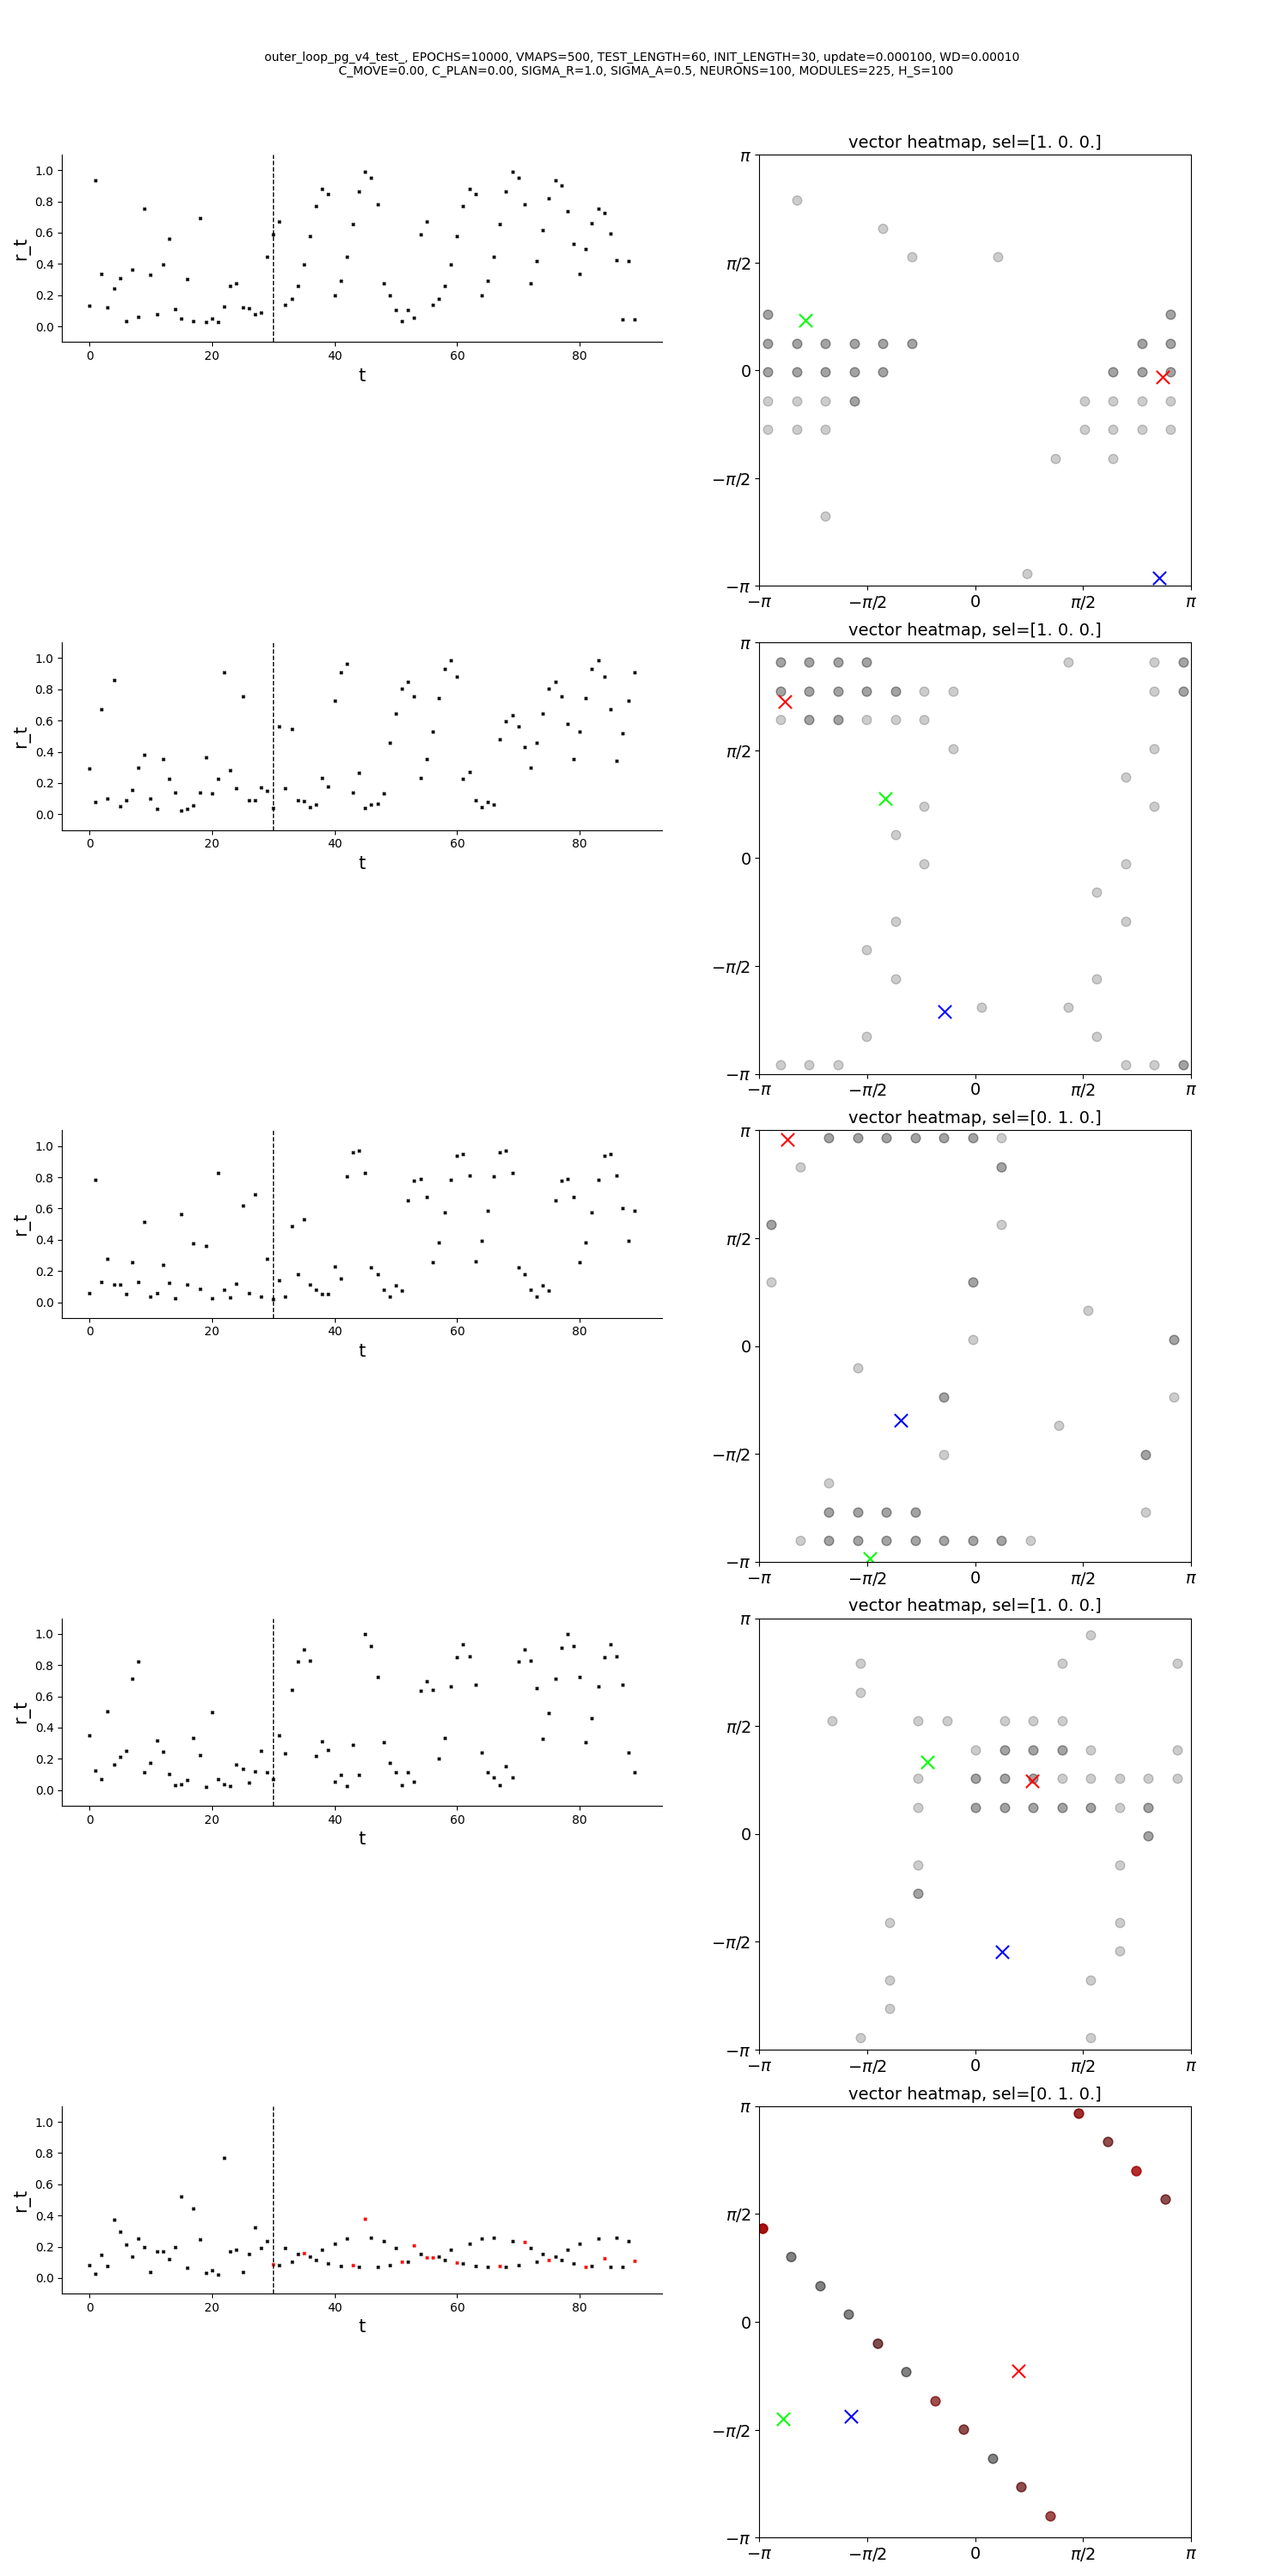 outer_loop_pg_v4_test_, EPOCHS=10000, VMAPS=500, TEST_LENGTH=60, INIT_LENGTH=30, update=0.000100, WD=0.00010
C_MOVE=0.00, C_PLAN=0.00, SIGMA_R=1.0, SIGMA_A=0.5, NEURONS=100, MODULES=225, H_S=100
r_t
1.0
0.8
0.6
0.4
0.2
0.0
0 20 40 60 80
t
vector heatmap, sel=[1. 0. 0.]
π
π/2
0
−π/2
−π
−π −π/2 0 π/2 π
r_t
1.0
0.8
0.6
0.4
0.2
0.0
0 20 40 60 80
t
vector heatmap, sel=[1. 0. 0.]
π
π/2
0
−π/2
−π
−π −π/2 0 π/2 π
r_t
1.0
0.8
0.6
0.4
0.2
0.0
0 20 40 60 80
t
vector heatmap, sel=[0. 1. 0.]
π
π/2
0
−π/2
−π
−π −π/2 0 π/2 π
r_t
1.0
0.8
0.6
0.4
0.2
0.0
0 20 40 60 80
t
vector heatmap, sel=[1. 0. 0.]
π
π/2
0
−π/2
−π
−π −π/2 0 π/2 π
r_t
1.0
0.8
0.6
0.4
0.2
0.0
0 20 40 60 80
t
vector heatmap, sel=[0. 1. 0.]
π
π/2
0
−π/2
−π
−π −π/2 0 π/2 π